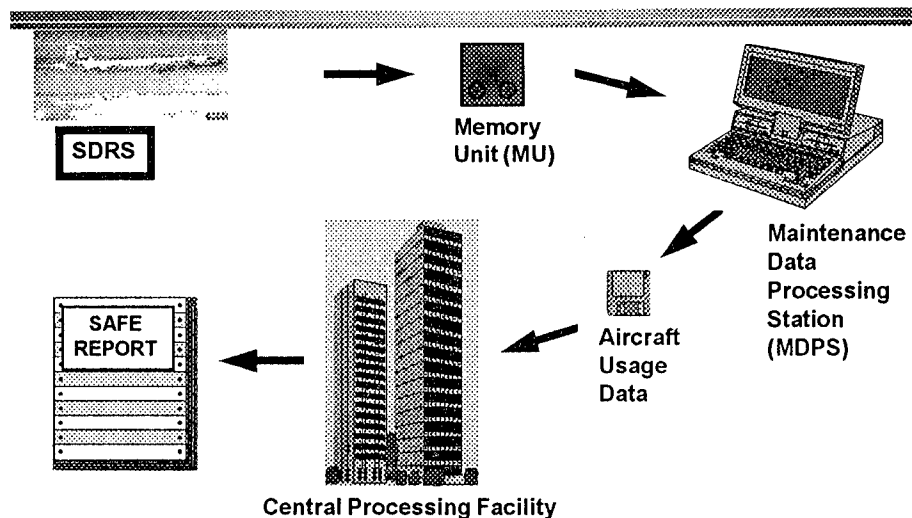 SDRS
Memory
Unit (MU)
Maintenance
Data
Processing
Station
(MDPS)
Aircraft
Usage
Data
Central Processing Facility
SAFE
REPORT